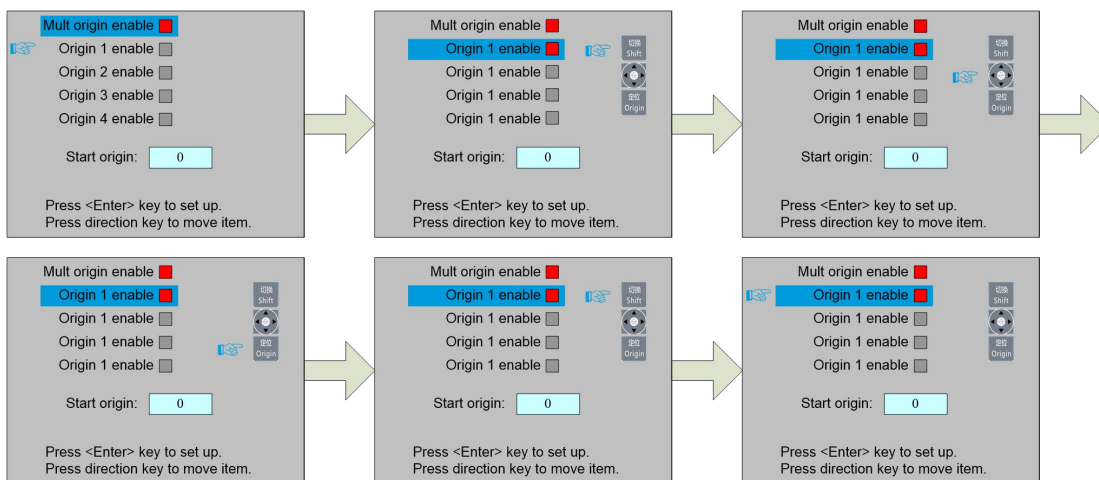 Mult origin enable
Origin 1 enable
Origin 2 enable
Origin 3 enable
Origin 4 enable
Start origin: 0
Press <Enter> key to set up.
Press direction key to move item.
Mult origin enable
Origin 1 enable
Origin 1 enable
Origin 1 enable
Origin 1 enable
切换
Shift
定位
Origin
Start origin: 0
Press <Enter> key to set up.
Press direction key to move item.
Mult origin enable
Origin 1 enable
Origin 1 enable
Origin 1 enable
Origin 1 enable
切换
Shift
定位
Origin
Start origin: 0
Press <Enter> key to set up.
Press direction key to move item.
Mult origin enable
Origin 1 enable
Origin 1 enable
Origin 1 enable
Origin 1 enable
切换
Shift
定位
Origin
Start origin: 0
Press <Enter> key to set up.
Press direction key to move item.
Mult origin enable
Origin 1 enable
Origin 1 enable
Origin 1 enable
Origin 1 enable
切换
Shift
定位
Origin
Start origin: 0
Press <Enter> key to set up.
Press direction key to move item.
Mult origin enable
Origin 1 enable
Origin 1 enable
Origin 1 enable
Origin 1 enable
切换
Shift
定位
Origin
Start origin: 0
Press <Enter> key to set up.
Press direction key to move item.